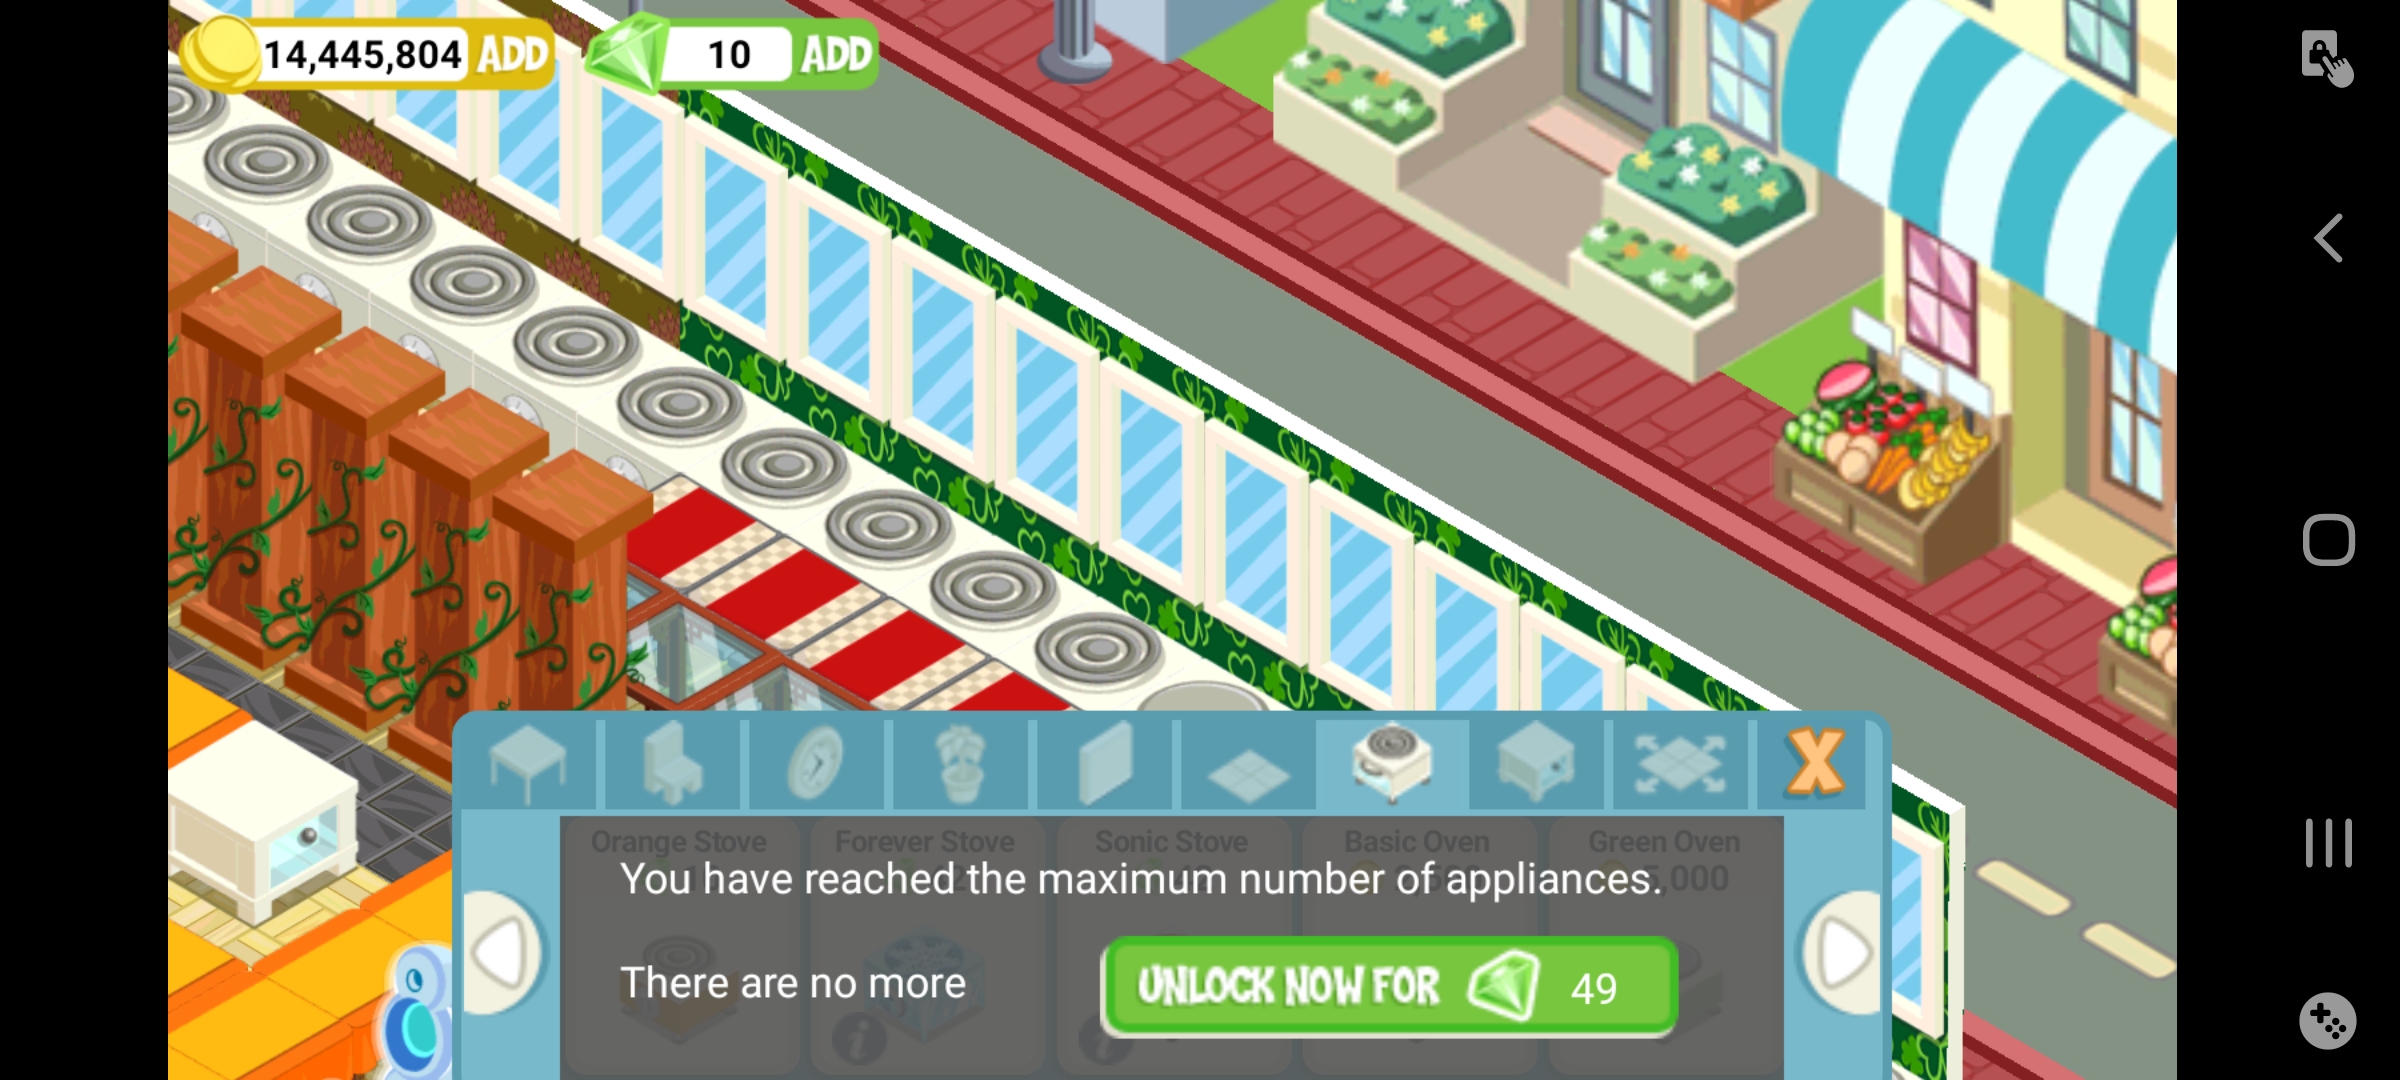 14,445,804 ADD
10 ADD
Orange Stove Forever Stove Sonic Stove Basic Oven Green Oven
You have reached the maximum number of appliances.
There are no more
UNLOCK NOW FOR 49